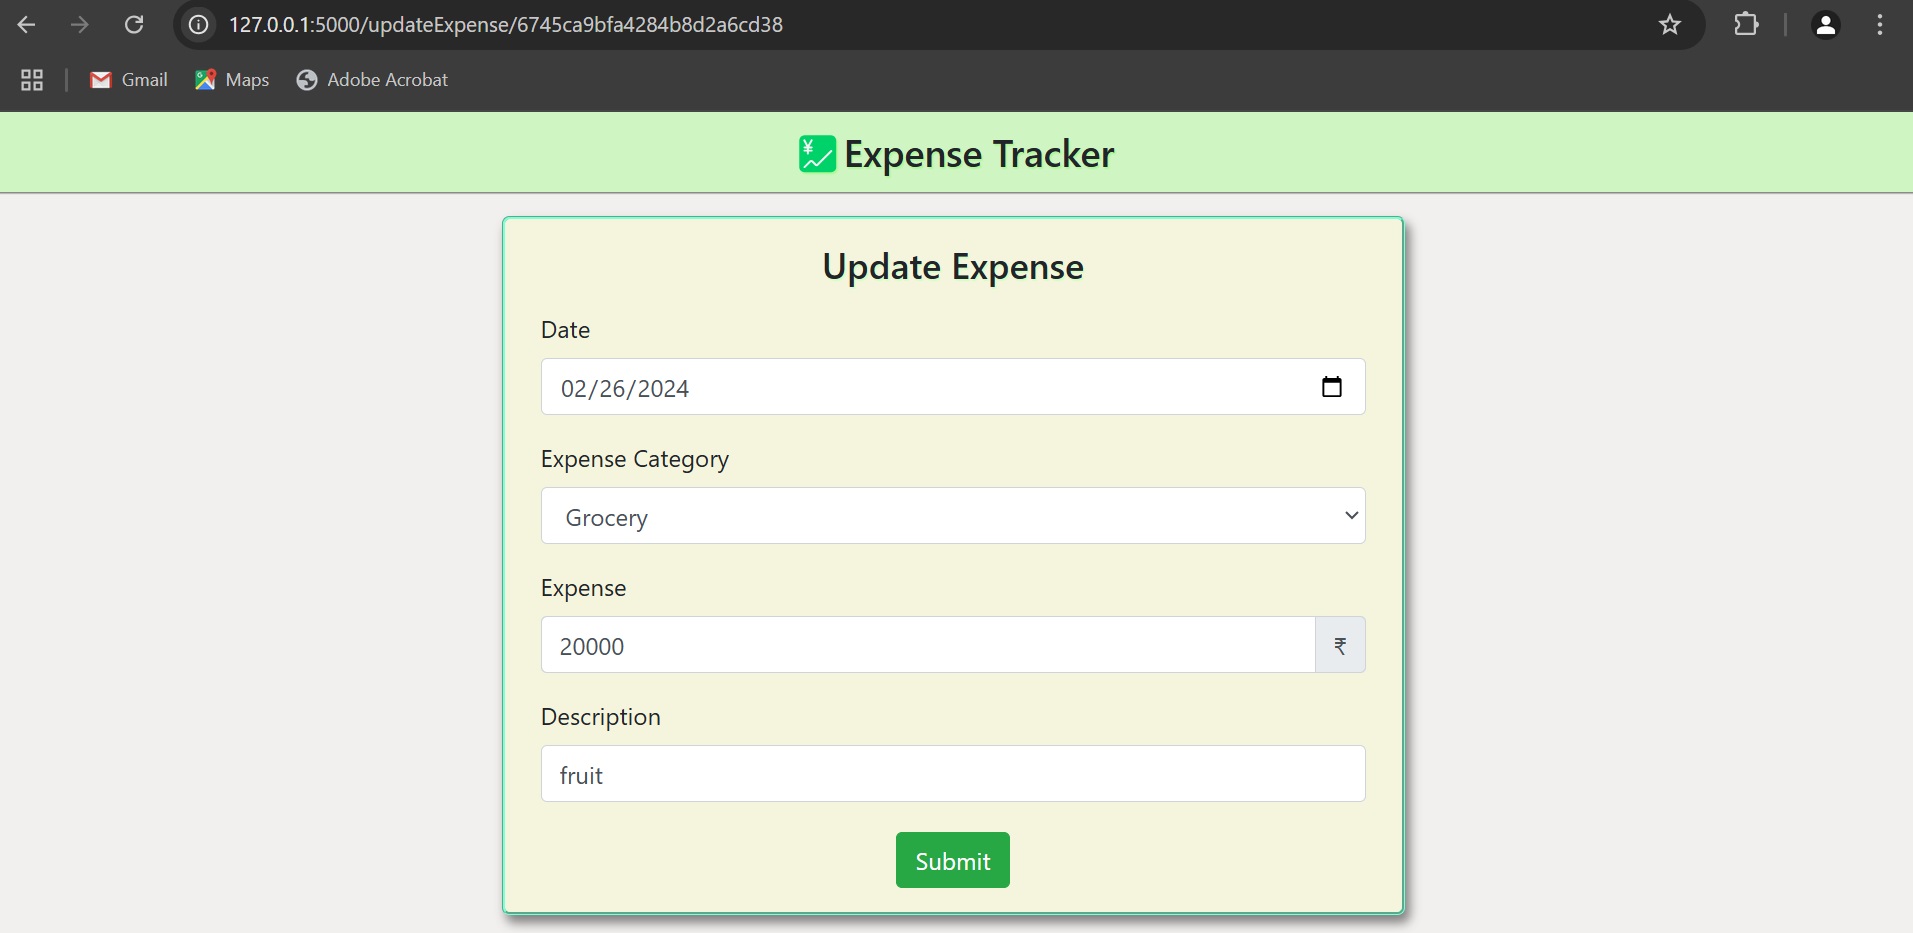 127.0.0.1:5000/updateExpense/6745ca9bfa4284b8d2a6cd38
Gmail Maps Adobe Acrobat
¥ Expense Tracker
Update Expense
Date
02/26/2024
Expense Category
Grocery
Expense
20000 ₹
Description
fruit
Submit